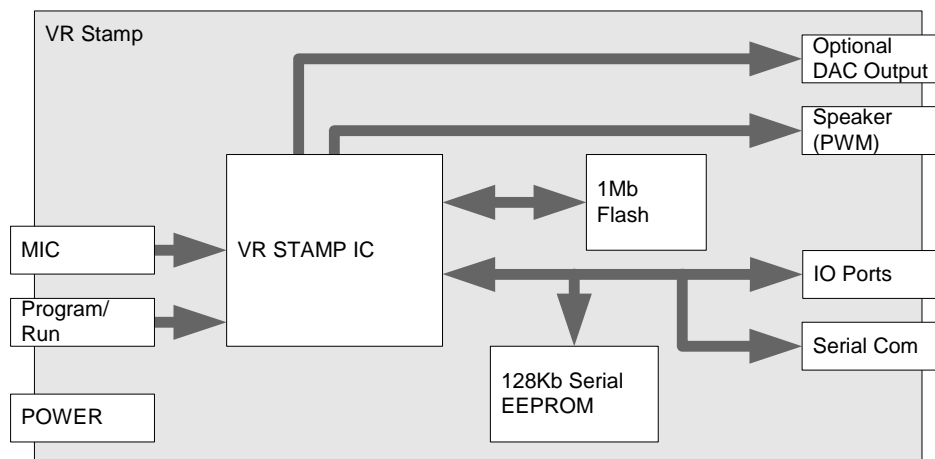 VR Stamp
Optional
DAC Output
Speaker
(PWM)
1Mb
Flash
MIC
VR STAMP IC
IO Ports
Program/
Run
Serial Com
128Kb Serial
EEPROM
POWER